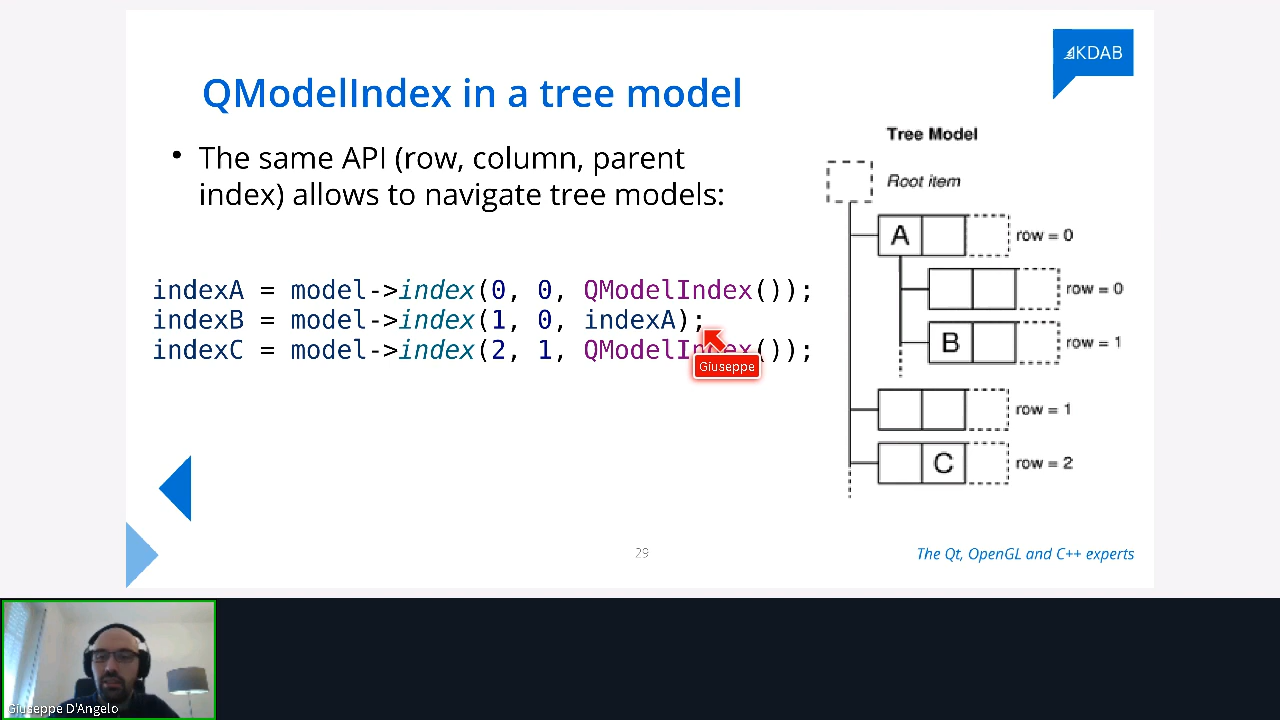 KDAB
QModelIndex in a tree model
• The same API (row, column, parent
index) allows to navigate tree models:
indexA = model->index(0, 0, QModelIndex());
indexB = model->index(1, 0, indexA);
indexC = model->index(2, 1, QModelIndex());
Giuseppe
Tree Model
Root item
A
row = 0
row = 0
B
row = 1
row = 1
C
row = 2
29
The Qt, OpenGL and C++ experts
Giuseppe D'Angelo